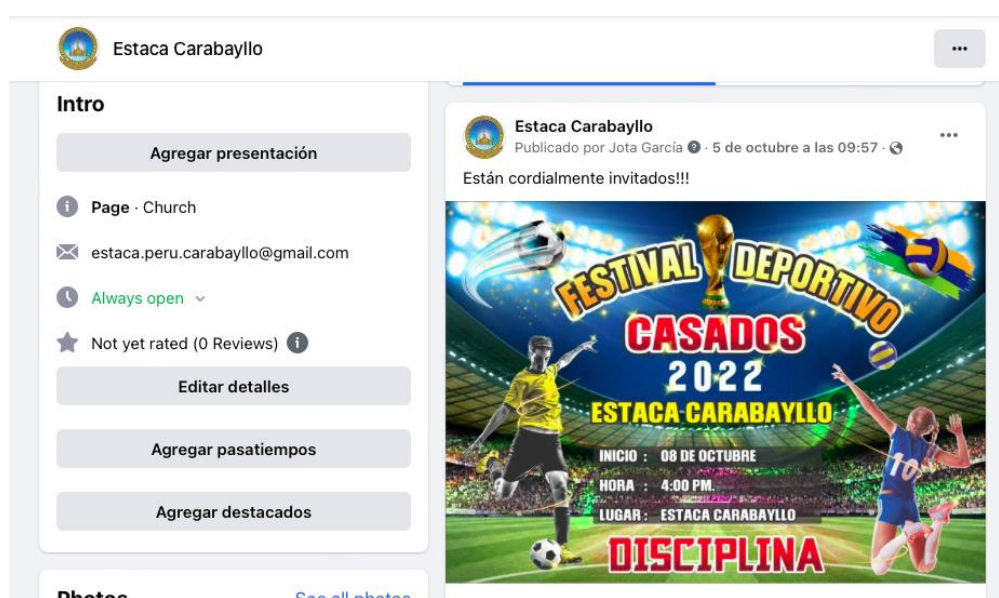 Estaca Carabayllo
Intro
Agregar presentación
Page · Church
estaca.peru.carabayllo@gmail.com
Always open
Not yet rated (0 Reviews)
Editar detalles
Agregar pasatiempos
Agregar destacados
Photos
See all photos
Estaca Carabayllo
Publicado por Jota García · 5 de octubre a las 09:57 ·
Están cordialmente invitados!!!
FESTIVAL DEPORTIVO
CASADOS
2022
ESTACA CARABAYLLO
INICIO : 08 DE OCTUBRE
HORA : 4:00 PM.
LUGAR : ESTACA CARABAYLLO
DISCIPLINA
10